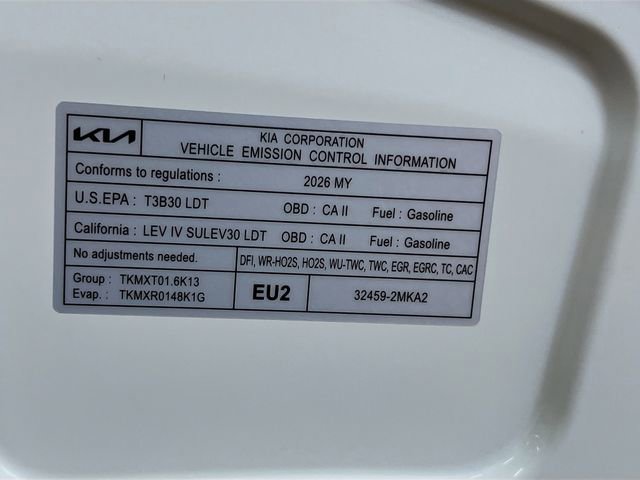 KIA
KIA CORPORATION
VEHICLE EMISSION CONTROL INFORMATION
Conforms to regulations : 2026 MY
U.S.EPA : T3B30 LDT OBD : CA II Fuel : Gasoline
California : LEV IV SULEV30 LDT OBD : CA II Fuel : Gasoline
No adjustments needed. DFI, WR-HO2S, HO2S, WU-TWC, TWC, EGR, EGRC, TC, CAC
Group : TKMXT01.6K13
Evap. : TKMXR0148K1G
EU2
32459-2MKA2